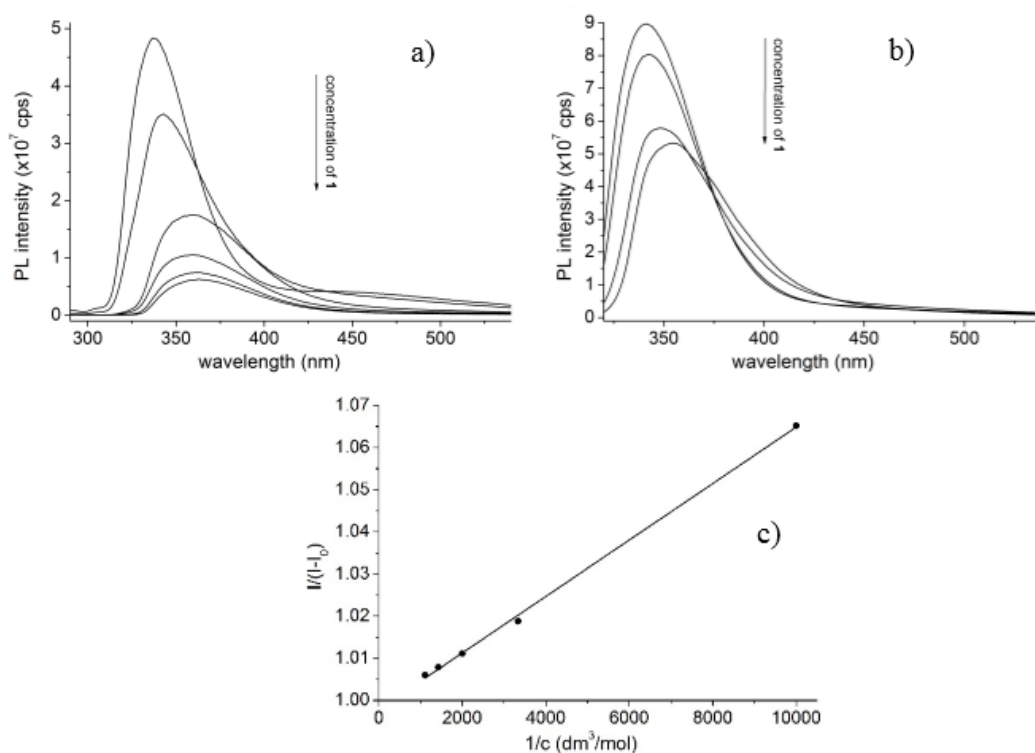 a)
PL intensity (x10⁷ cps)
5
4
3
2
1
0
300 350 400 450 500
wavelength (nm)
concentration of 1
b)
PL intensity (x10⁷ cps)
9
8
7
6
5
4
3
2
1
0
350 400 450 500
wavelength (nm)
concentration of 1
c)
I/(I-I₀)
1.07
1.06
1.05
1.04
1.03
1.02
1.01
1.00
0 2000 4000 6000 8000 10000
1/c (dm³/mol)